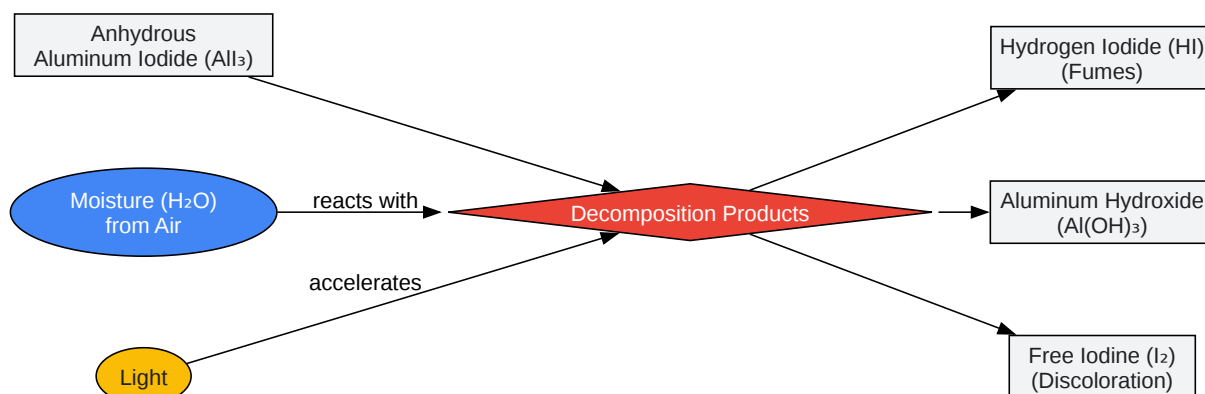 Anhydrous
Aluminum Iodide (AlI₃)
Hydrogen Iodide (HI)
(Fumes)
Moisture (H₂O)
from Air
reacts with
Decomposition Products
Aluminum Hydroxide
(Al(OH)₃)
accelerates
Light
Free Iodine (I₂)
(Discoloration)